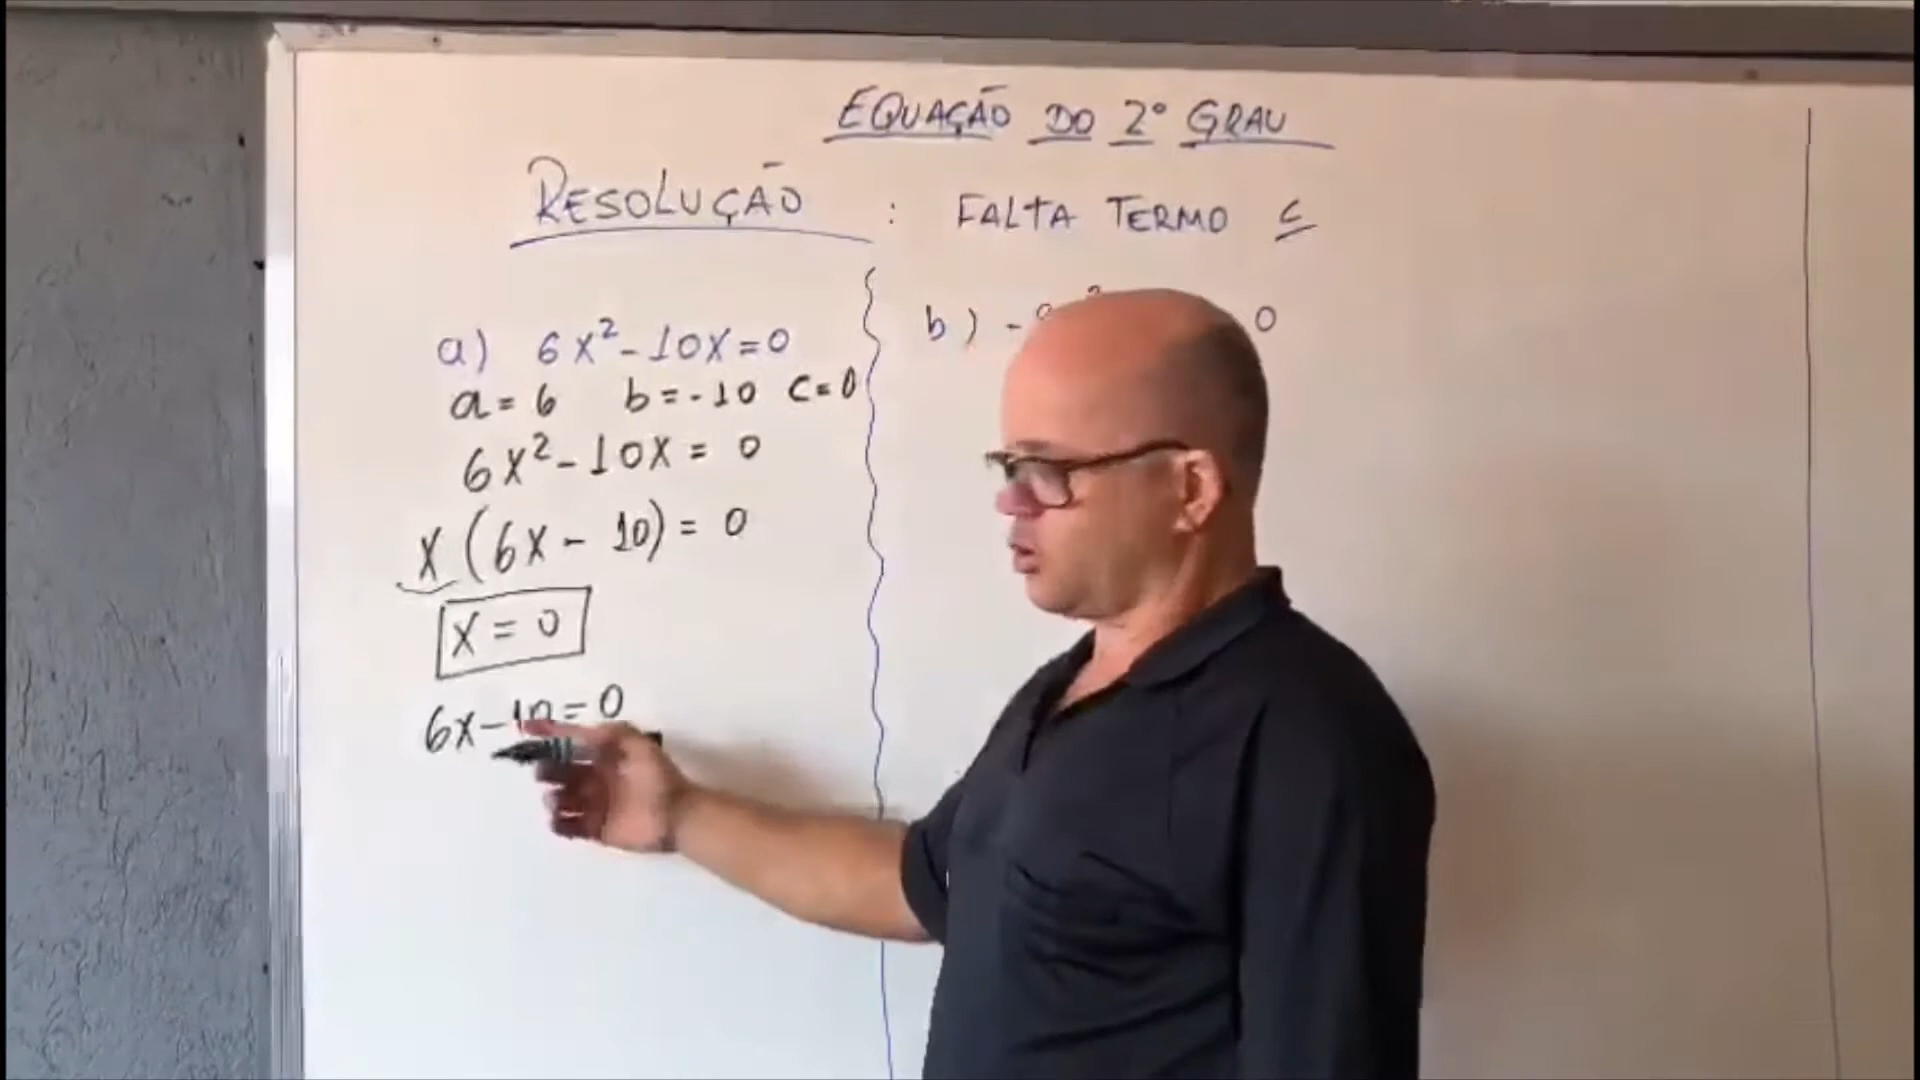 EQUAÇÃO DO 2º GRAU
RESOLUÇÃO : FALTA TERMO C
a) 6x² - 10x = 0
a = 6 b = -10 c = 0
6x² - 10x = 0
x (6x - 10) = 0
x = 0
6x - 10 = 0
b) - 0